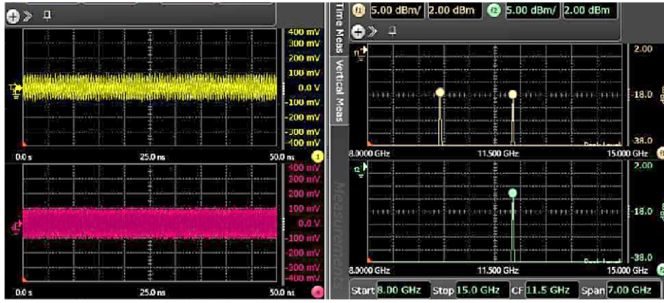 400 mV
300 mV
200 mV
100 mV
0.0 V
-100 mV
-200 mV
-300 mV
-400 mV
0.0 s
25.0 ns
50.0 ns
400 mV
300 mV
200 mV
100 mV
0.0 V
-100 mV
-200 mV
-300 mV
-400 mV
0.0 s
25.0 ns
50.0 ns
Time Meas
Vertical Meas
Measurements
f1 5.00 dBm/ 2.00 dBm f2 5.00 dBm/ 2.00 dBm
2.00
-18.0 dBm
-38.0
8.0000 GHz
11.500 GHz
15.000 GHz
2.00
-18.0 dBm
-38.0
8.0000 GHz
11.500 GHz
15.000 GHz
Start 8.00 GHz Stop 15.0 GHz CF 11.5 GHz Span 7.00 GHz